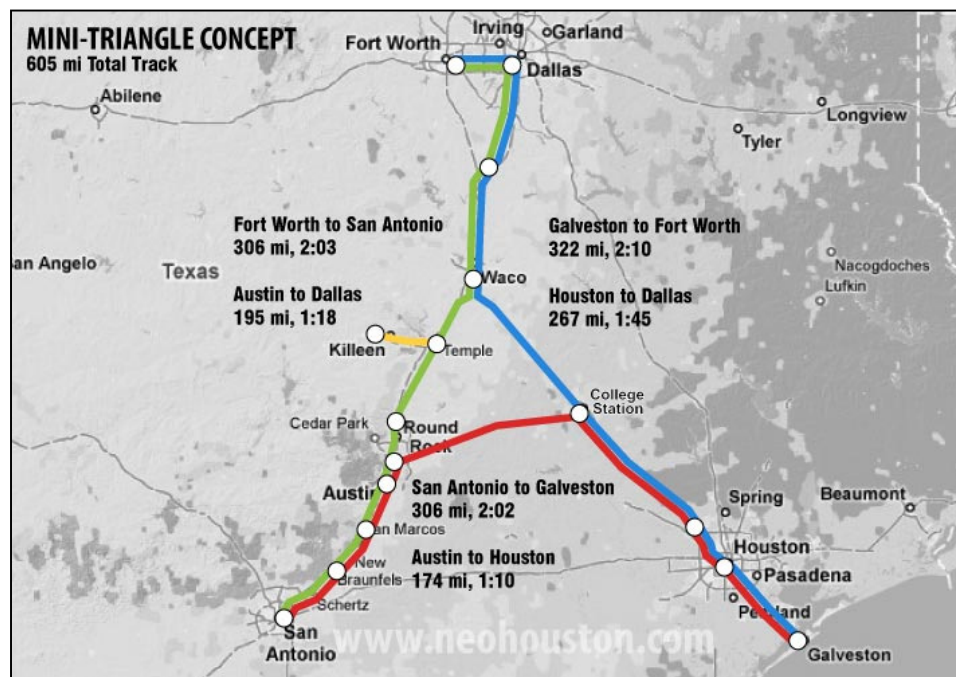 MINI-TRIANGLE CONCEPT
605 mi Total Track
Irving
Garland
Fort Worth
Dallas
Abilene
Longview
Tyler
Fort Worth to San Antonio
306 mi, 2:03
Galveston to Fort Worth
322 mi, 2:10
an Angelo
Texas
Nacogdoches
Lufkin
Waco
Austin to Dallas
195 mi, 1:18
Houston to Dallas
267 mi, 1:45
Killeen
Temple
College
Station
Cedar Park
Round
Rock
Austin
San Antonio to Galveston
306 mi, 2:02
Spring
Beaumont
an Marcos
Austin to Houston
174 mi, 1:10
Houston
Pasadena
New
Braunfels
Schertz
Pearland
San
Antonio
www.neohouston.com
Galveston